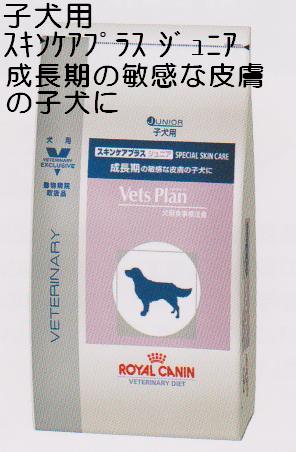 子犬用
ｽｷﾝｹｱﾌﾟﾗｽ ｼﾞｭﾆｱ
成長期の敏感な皮膚
の子犬に
JUNIOR
子犬用
犬用
VETERINARY
EXCLUSIVE
動物病院
取扱品
スキンケアプラス ジュニア SPECIAL SKIN CARE
成長期の敏感な皮膚の子犬に
Vets Plan
VETERINARY
ROYAL CANIN
VETERINARY DIET